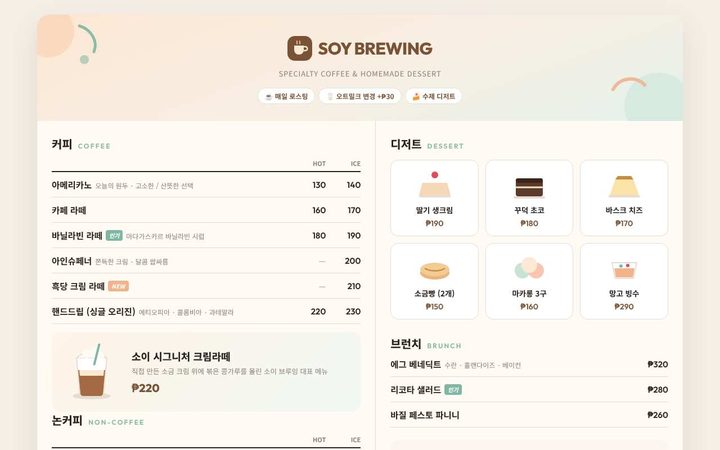 SOY BREWING
SPECIALTY COFFEE & HOMEMADE DESSERT
매일 로스팅
오트밀크 변경 +₱30
수제 디저트
커피 COFFEE
HOT ICE
아메리카노 오늘의 원두 · 고소한 / 산뜻한 선택 130 140
카페 라떼 160 170
바닐라빈 라떼 인기 마다가스카르 바닐라빈 시럽 180 190
아인슈페너 쫀득한 크림 · 달콤 쌉싸름 — 200
흑당 크림 라떼 NEW — 210
핸드드립 (싱글 오리진) 에티오피아 · 콜롬비아 · 과테말라 220 230
소이 시그니처 크림라떼
직접 만든 소금 크림 위에 볶은 콩가루를 올린 소이 브루잉 대표 메뉴
₱220
논커피 NON-COFFEE
HOT ICE
디저트 DESSERT
딸기 생크림
₱190
꾸덕 초코
₱180
바스크 치즈
₱170
소금빵 (2개)
₱150
마카롱 3구
₱160
망고 빙수
₱290
브런치 BRUNCH
에그 베네딕트 수란 · 홀랜다이즈 · 베이컨 ₱320
리코타 샐러드 인기 ₱280
바질 페스토 파니니 ₱260